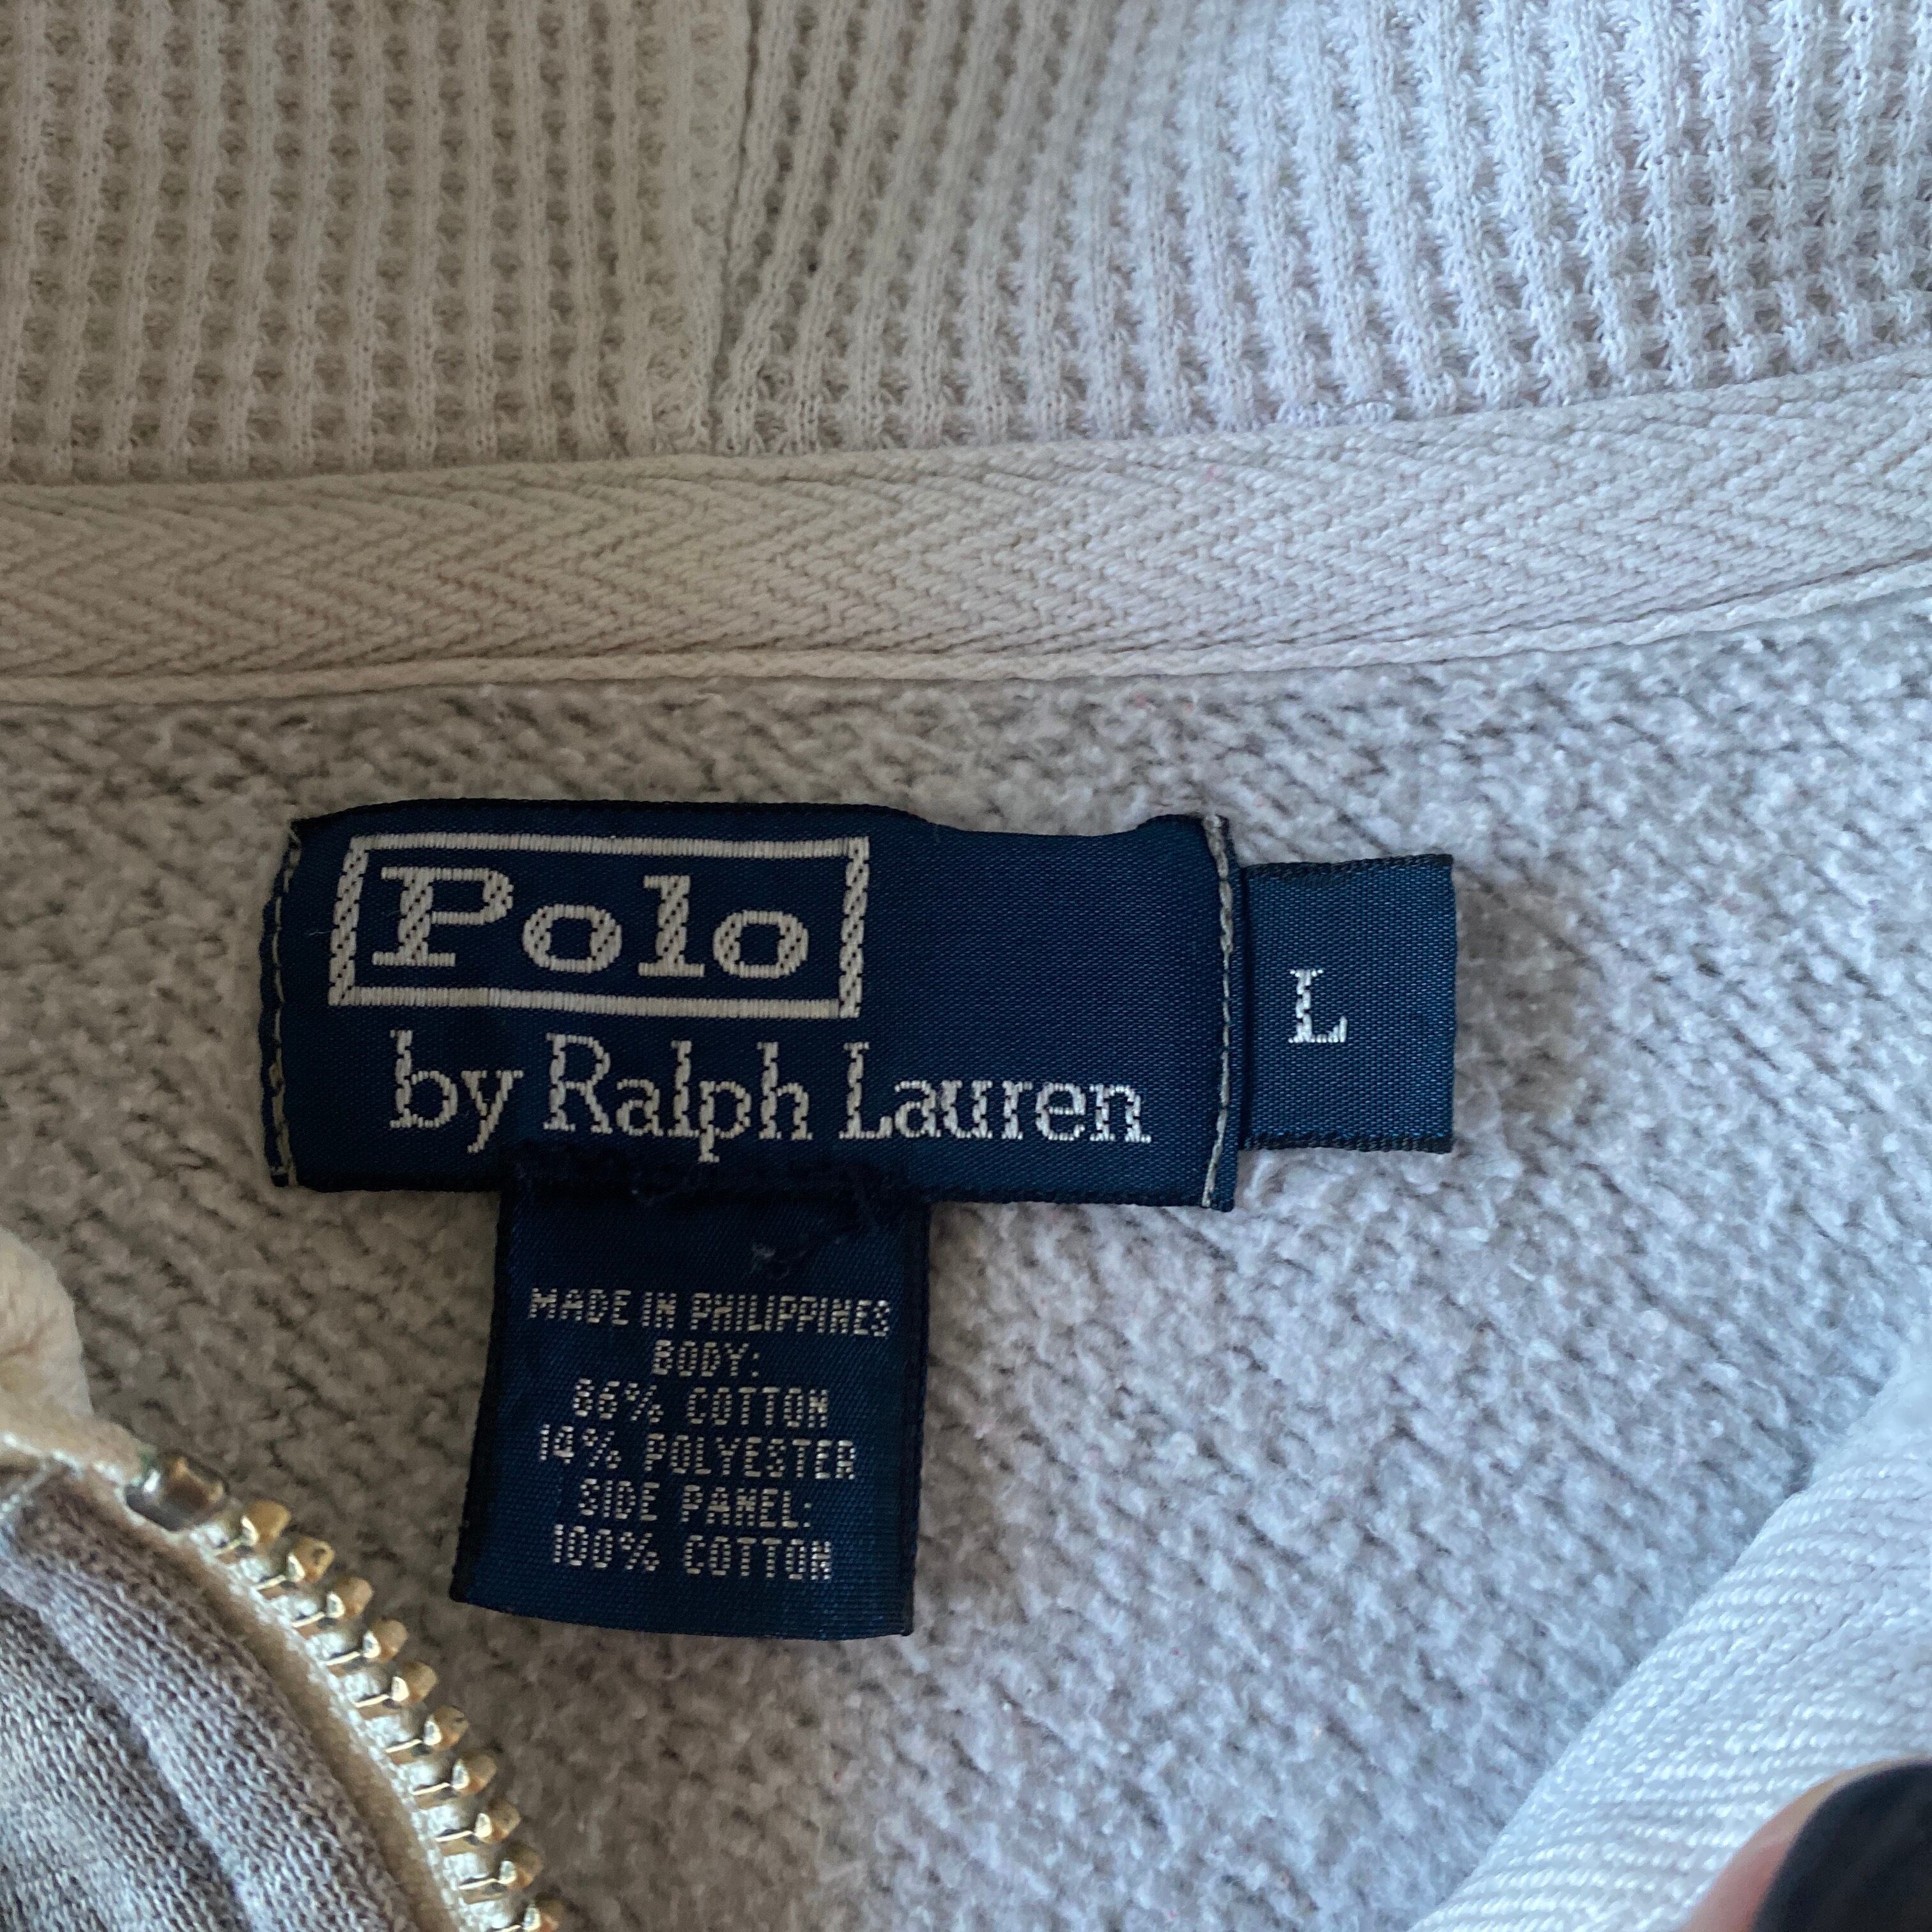 Polo
by Ralph Lauren
L
MADE IN PHILIPPINES
BODY:
86% COTTON
14% POLYESTER
SIDE PANEL:
100% COTTON